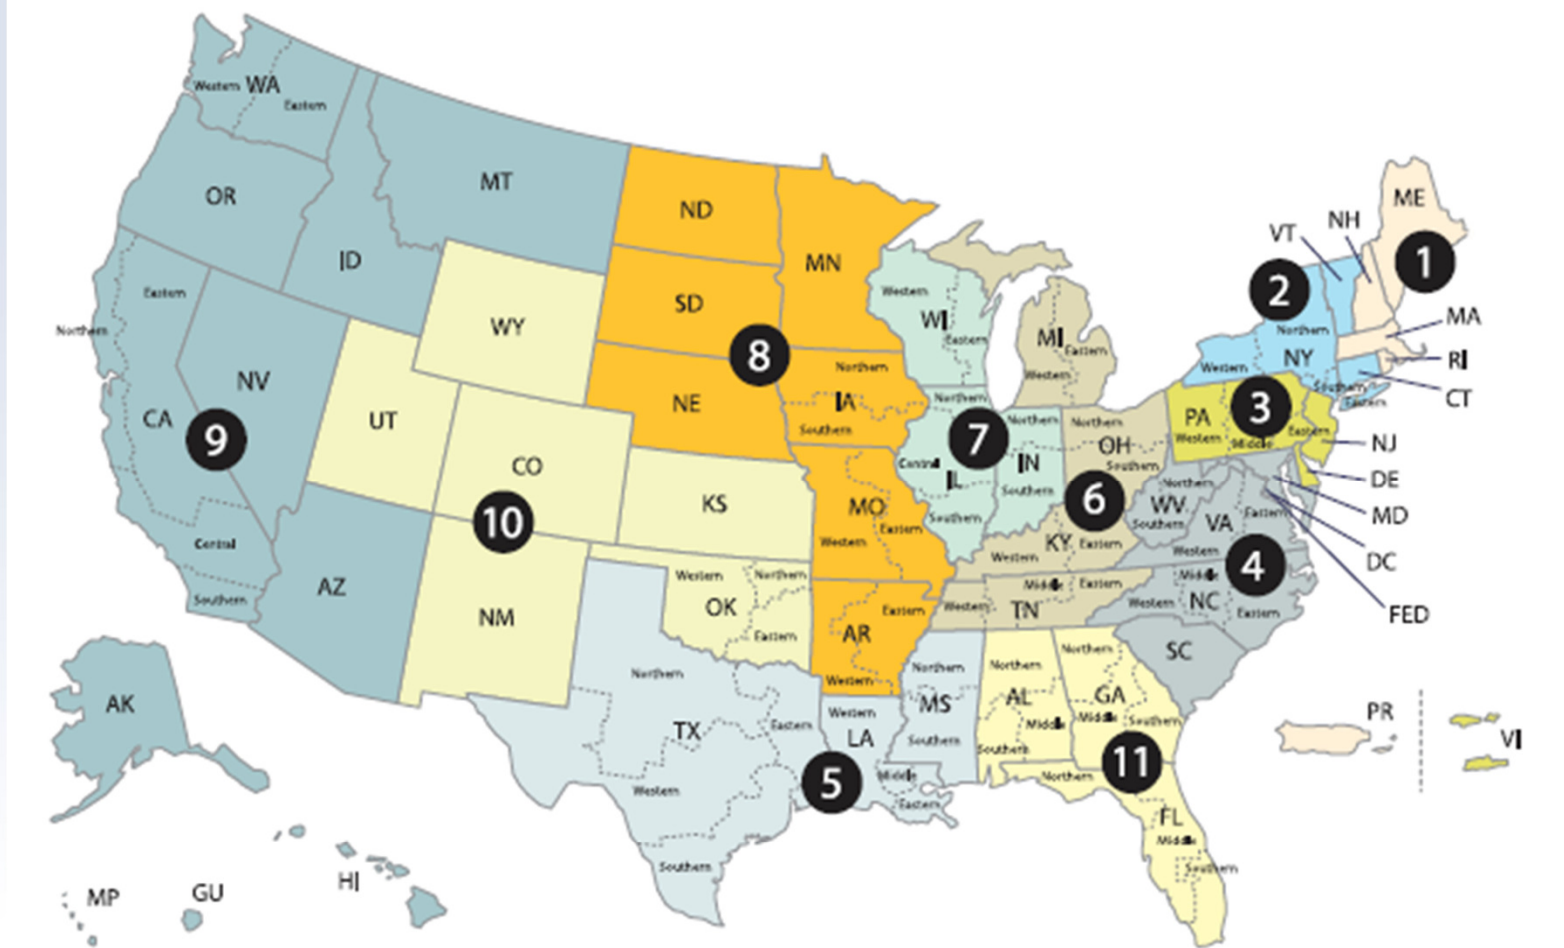 WA
Western
Eastern
MT
OR
ID
ND
MN
ME
NH
VT
1
2
Eastern
Northern
SD
WY
WI
Western
Eastern
MI
Eastern
Western
MA
Northern
NY
Western
RI
Southern
Eastern
CT
8
NV
CA
9
UT
NE
Northern
IA
Southern
Northern
7
Central
IL
Southern
Northern
IN
Southern
Northern
OH
Southern
6
PA
3
Western
Middle
Eastern
NJ
DE
MD
DC
FED
CO
10
KS
MO
Eastern
Western
Northern
WV
Southern
VA
Eastern
Western
4
KY
Western
Eastern
Central
Southern
AZ
NM
Western
Northern
OK
Eastern
Eastern
AR
Western
Western
Middle
Eastern
TN
Middle
Western
NC
Eastern
SC
AK
Northern
TX
Eastern
Western
Southern
Western
LA
Middle
Eastern
5
Northern
MS
Southern
Northern
AL
Middle
Southern
Northern
GA
Middle
Southern
11
Northern
FL
Middle
Southern
PR
VI
MP
GU
HI